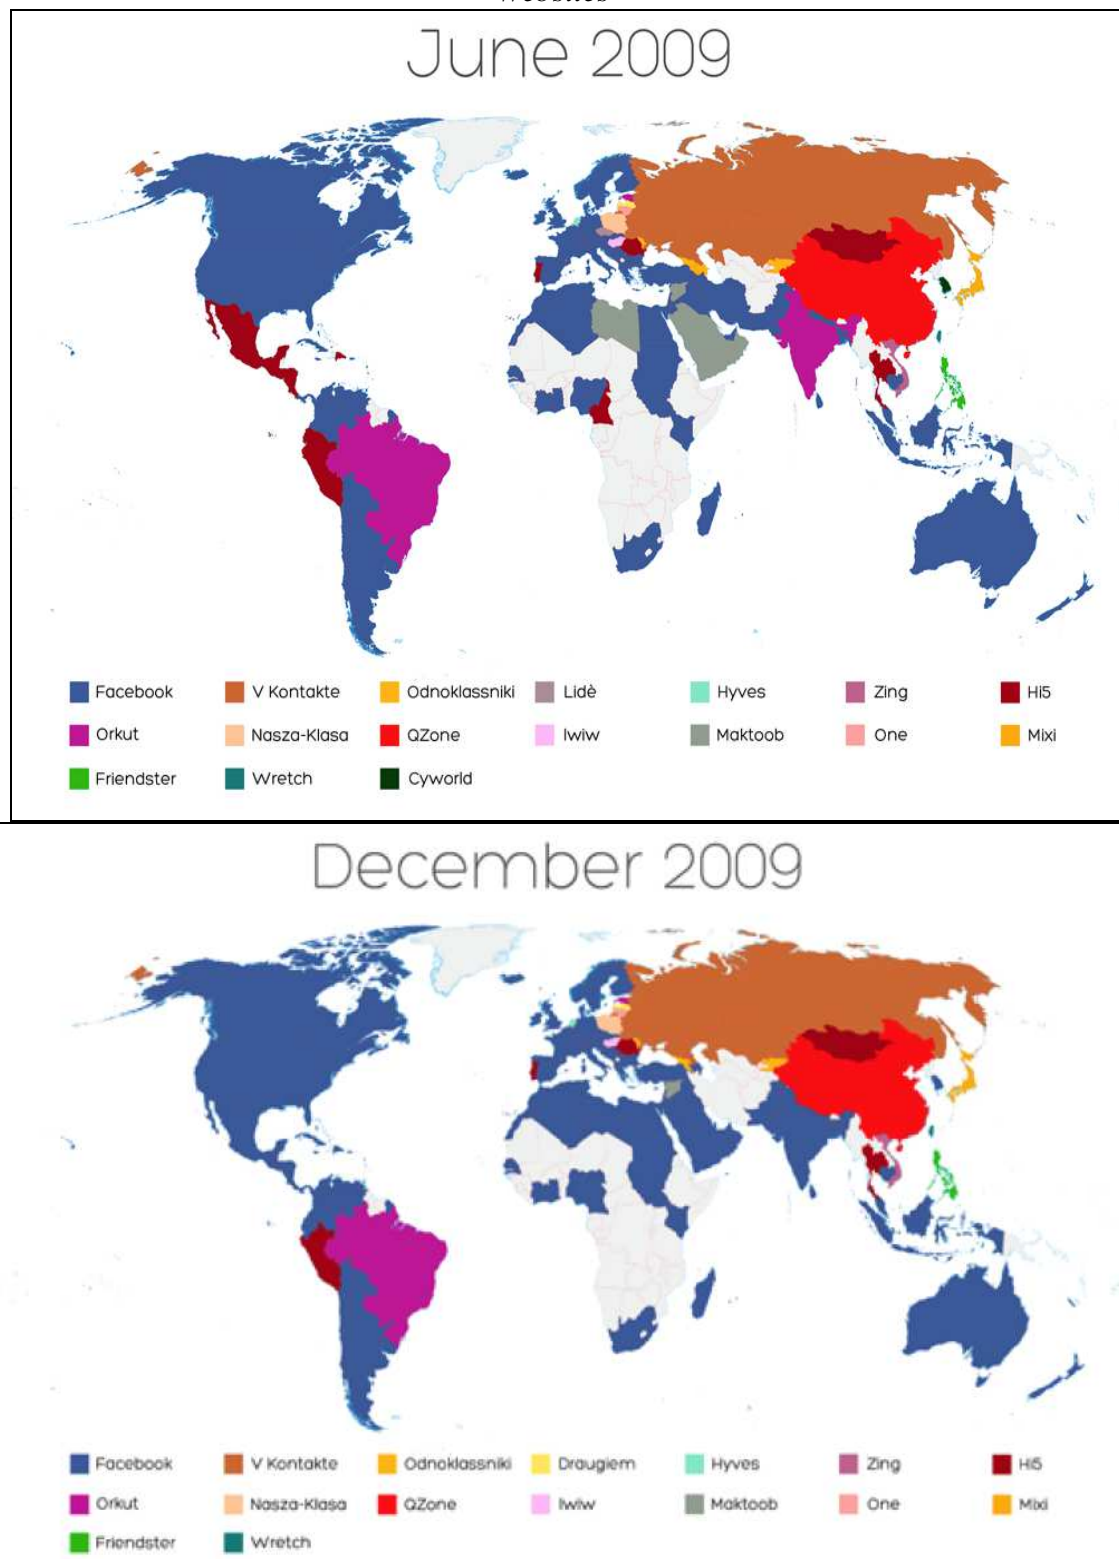 Websites
June 2009
Facebook V Kontakte Odnoklassniki Lidè Hyves Zing Hi5
Orkut Nasza-Klasa QZone Iwiw Maktoob One Mixi
Friendster Wretch Cyworld
December 2009
Facebook V Kontakte Odnoklassniki Draugiem Hyves Zing Hi5
Orkut Nasza-Klasa QZone Iwiw Maktoob One Mixi
Friendster Wretch